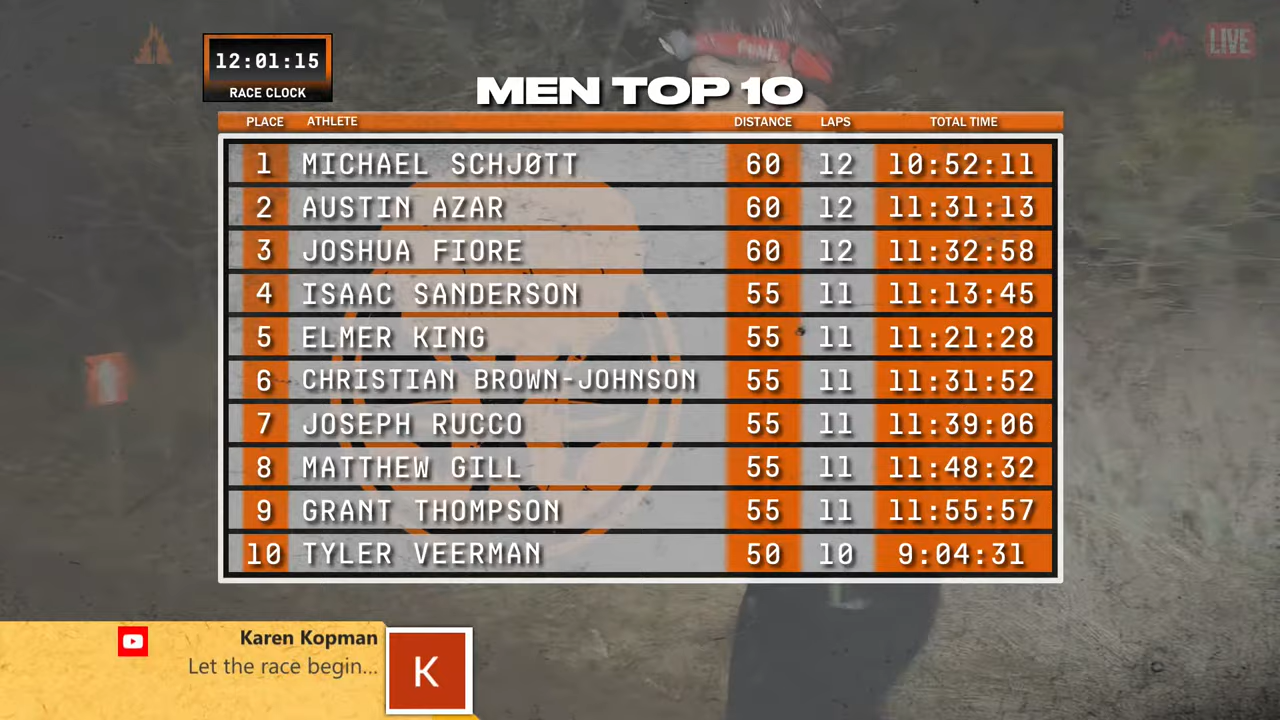 12:01:15
RACE CLOCK
LIVE
MEN TOP 10
PLACE ATHLETE DISTANCE LAPS TOTAL TIME
1 MICHAEL SCHJØTT 60 12 10:52:11
2 AUSTIN AZAR 60 12 11:31:13
3 JOSHUA FIORE 60 12 11:32:58
4 ISAAC SANDERSON 55 11 11:13:45
5 ELMER KING 55 11 11:21:28
6 CHRISTIAN BROWN-JOHNSON 55 11 11:31:52
7 JOSEPH RUCCO 55 11 11:39:06
8 MATTHEW GILL 55 11 11:48:32
9 GRANT THOMPSON 55 11 11:55:57
10 TYLER VEERMAN 50 10 9:04:31
Karen Kopman
Let the race begin...
K